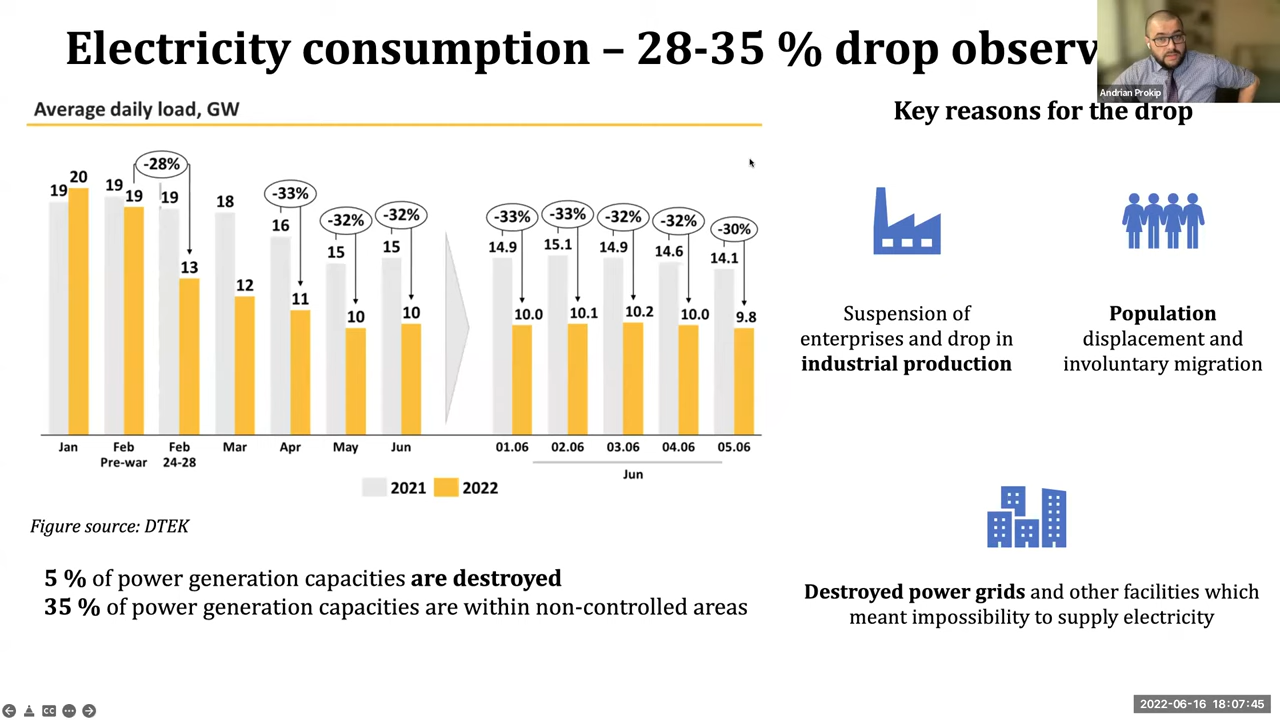 Electricity consumption – 28-35 % drop observ
Andrian Prokip
Average daily load, GW
Key reasons for the drop
19 20 19 19 19 13 18 12 16 11 15 10 15 10
-28% -33% -32% -32%
14.9 10.0 15.1 10.1 14.9 10.2 14.6 10.0 14.1 9.8
-33% -33% -32% -32% -30%
Jan Feb Feb Mar Apr May Jun 01.06 02.06 03.06 04.06 05.06
Pre-war 24-28
Jun
2021 2022
Figure source: DTEK
5 % of power generation capacities are destroyed
35 % of power generation capacities are within non-controlled areas
Suspension of
enterprises and drop in
industrial production
Population
displacement and
involuntary migration
Destroyed power grids and other facilities which
meant impossibility to supply electricity
CC
2022-06-16 18:07:45